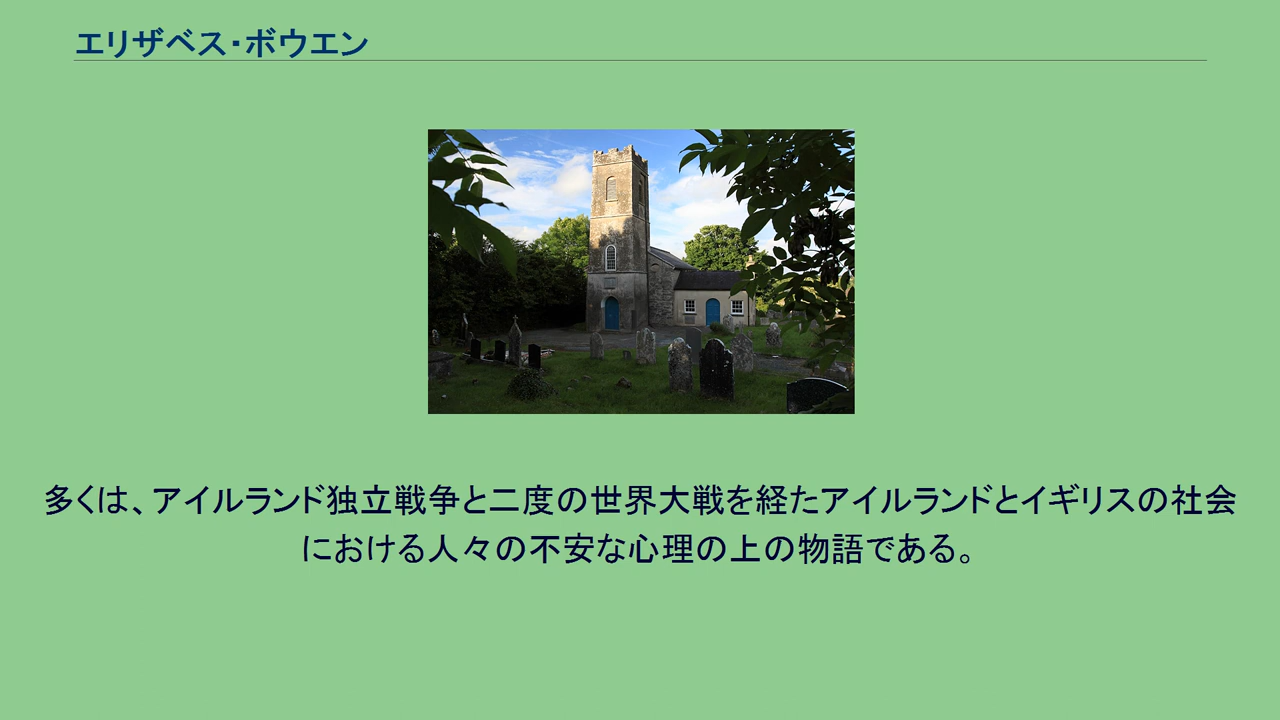 エリザベス・ボウエン
多くは、アイルランド独立戦争と二度の世界大戦を経たアイルランドとイギリスの社会
における人々の不安な心理の上の物語である。